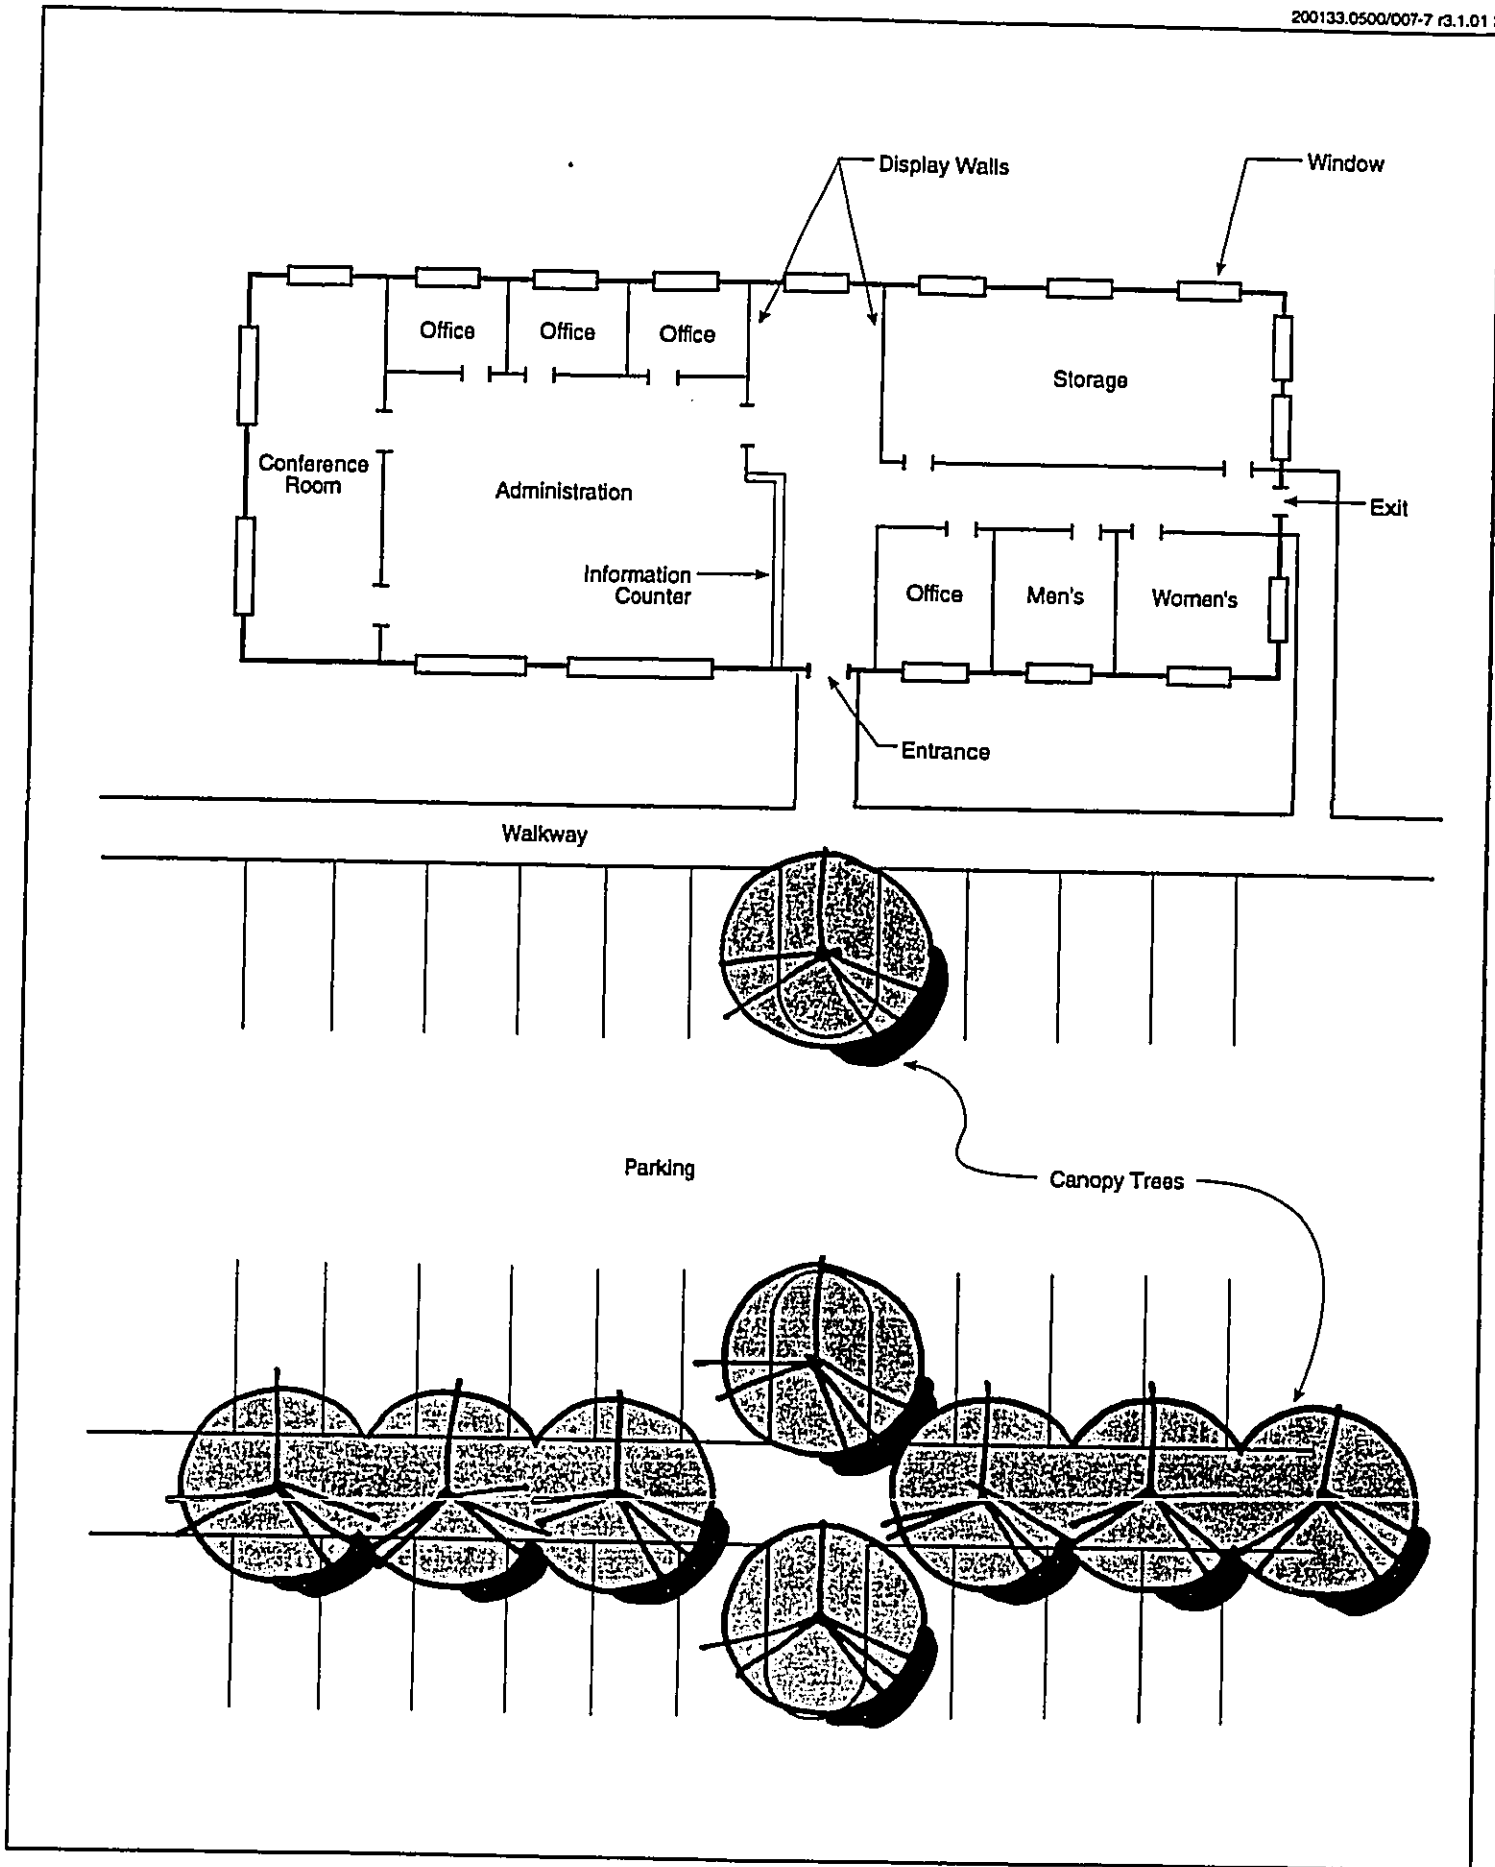 200133.0500/007-7 r3.1.01
Display Walls
Window
Office
Office
Office
Storage
Conference
Room
Administration
Exit
Information
Counter
Office
Men's
Women's
Entrance
Walkway
Parking
Canopy Trees